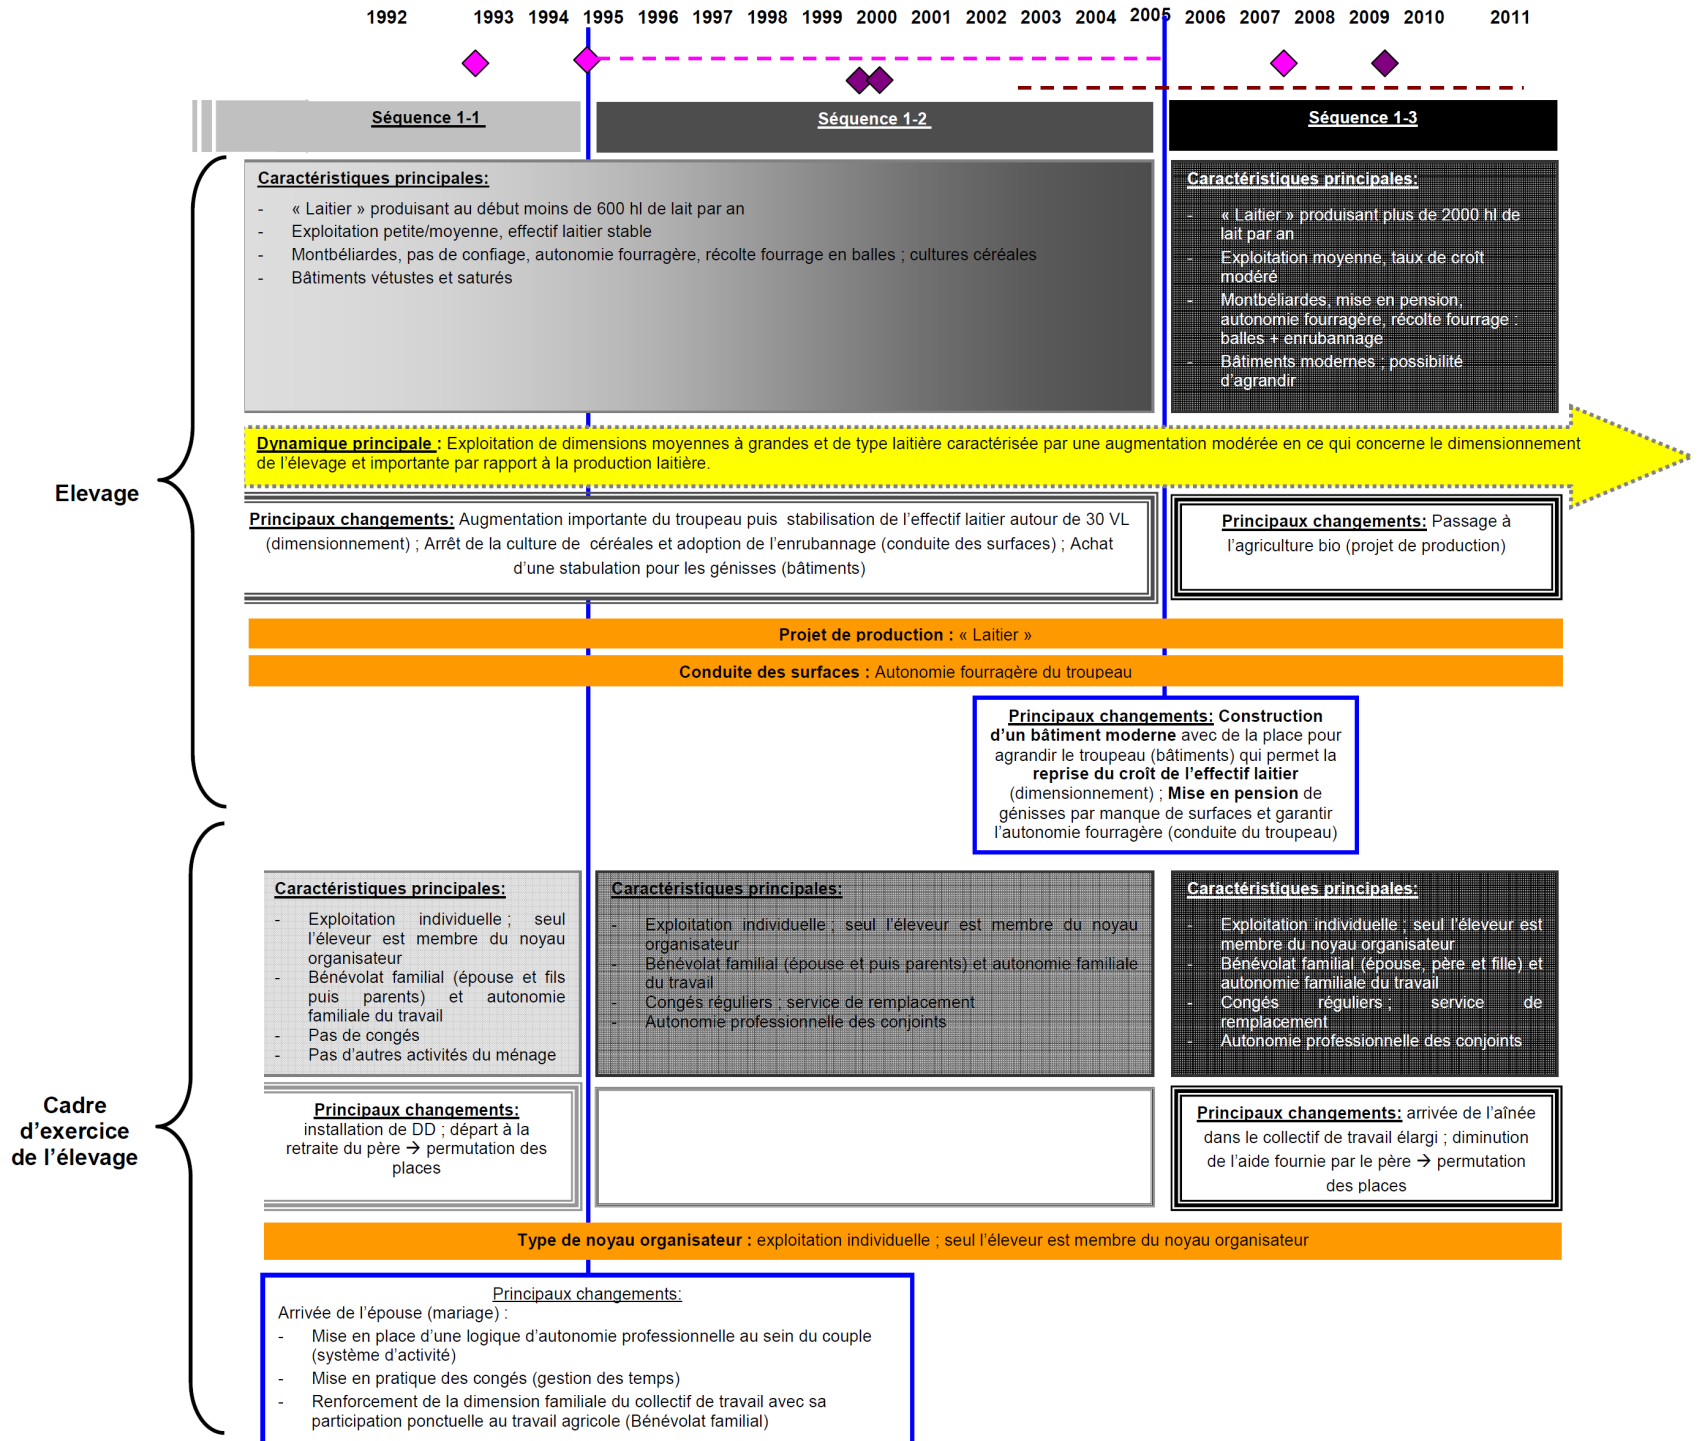 1992 1993 1994 1995 1996 1997 1998 1999 2000 2001 2002 2003 2004 2005 2006 2007 2008 2009 2010 2011
Séquence 1-1
Séquence 1-2
Séquence 1-3
Elevage
Caractéristiques principales:
- « Laitier » produisant au début moins de 600 hl de lait par an
- Exploitation petite/moyenne, effectif laitier stable
- Montbéliardes, pas de confiage, autonomie fourragère, récolte fourrage en balles ; cultures céréales
- Bâtiments vétustes et saturés
Caractéristiques principales:
- « Laitier » produisant plus de 2000 hl de
lait par an
- Exploitation moyenne, taux de croît
modéré
- Montbéliardes, mise en pension,
autonomie fourragère, récolte fourrage :
balles + enrubannage
- Bâtiments modernes ; possibilité
d'agrandir
Dynamique principale : Exploitation de dimensions moyennes à grandes et de type laitière caractérisée par une augmentation modérée en ce qui concerne le dimensionnement
de l'élevage et importante par rapport à la production laitière.
Principaux changements: Augmentation importante du troupeau puis stabilisation de l'effectif laitier autour de 30 VL
(dimensionnement) ; Arrêt de la culture de céréales et adoption de l'enrubannage (conduite des surfaces) ; Achat
d'une stabulation pour les génisses (bâtiments)
Principaux changements: Passage à
l'agriculture bio (projet de production)
Projet de production : « Laitier »
Conduite des surfaces : Autonomie fourragère du troupeau
Principaux changements: Construction
d'un bâtiment moderne avec de la place pour
agrandir le troupeau (bâtiments) qui permet la
reprise du croît de l'effectif laitier
(dimensionnement) ; Mise en pension de
génisses par manque de surfaces et garantir
l'autonomie fourragère (conduite du troupeau)
Cadre
d'exercice
de l'élevage
Caractéristiques principales:
- Exploitation individuelle ; seul
l'éleveur est membre du noyau
organisateur
- Bénévolat familial (épouse et fils
puis parents) et autonomie
familiale du travail
- Pas de congés
- Pas d'autres activités du ménage
Caractéristiques principales:
- Exploitation individuelle ; seul l'éleveur est membre du noyau
organisateur
- Bénévolat familial (épouse et puis parents) et autonomie familiale
du travail
- Congés réguliers ; service de remplacement
- Autonomie professionnelle des conjoints
Caractéristiques principales:
- Exploitation individuelle ; seul l'éleveur est
membre du noyau organisateur
- Bénévolat familial (épouse, père et fille) et
autonomie familiale du travail
- Congés réguliers ; service de
remplacement
- Autonomie professionnelle des conjoints
Principaux changements:
installation de DD ; départ à la
retraite du père → permutation des
places
Principaux changements: arrivée de l'aînée
dans le collectif de travail élargi ; diminution
de l'aide fournie par le père → permutation
des places
Type de noyau organisateur : exploitation individuelle ; seul l'éleveur est membre du noyau organisateur
Principaux changements:
Arrivée de l'épouse (mariage) :
- Mise en place d'une logique d'autonomie professionnelle au sein du couple
(système d'activité)
- Mise en pratique des congés (gestion des temps)
- Renforcement de la dimension familiale du collectif de travail avec sa
participation ponctuelle au travail agricole (Bénévolat familial)